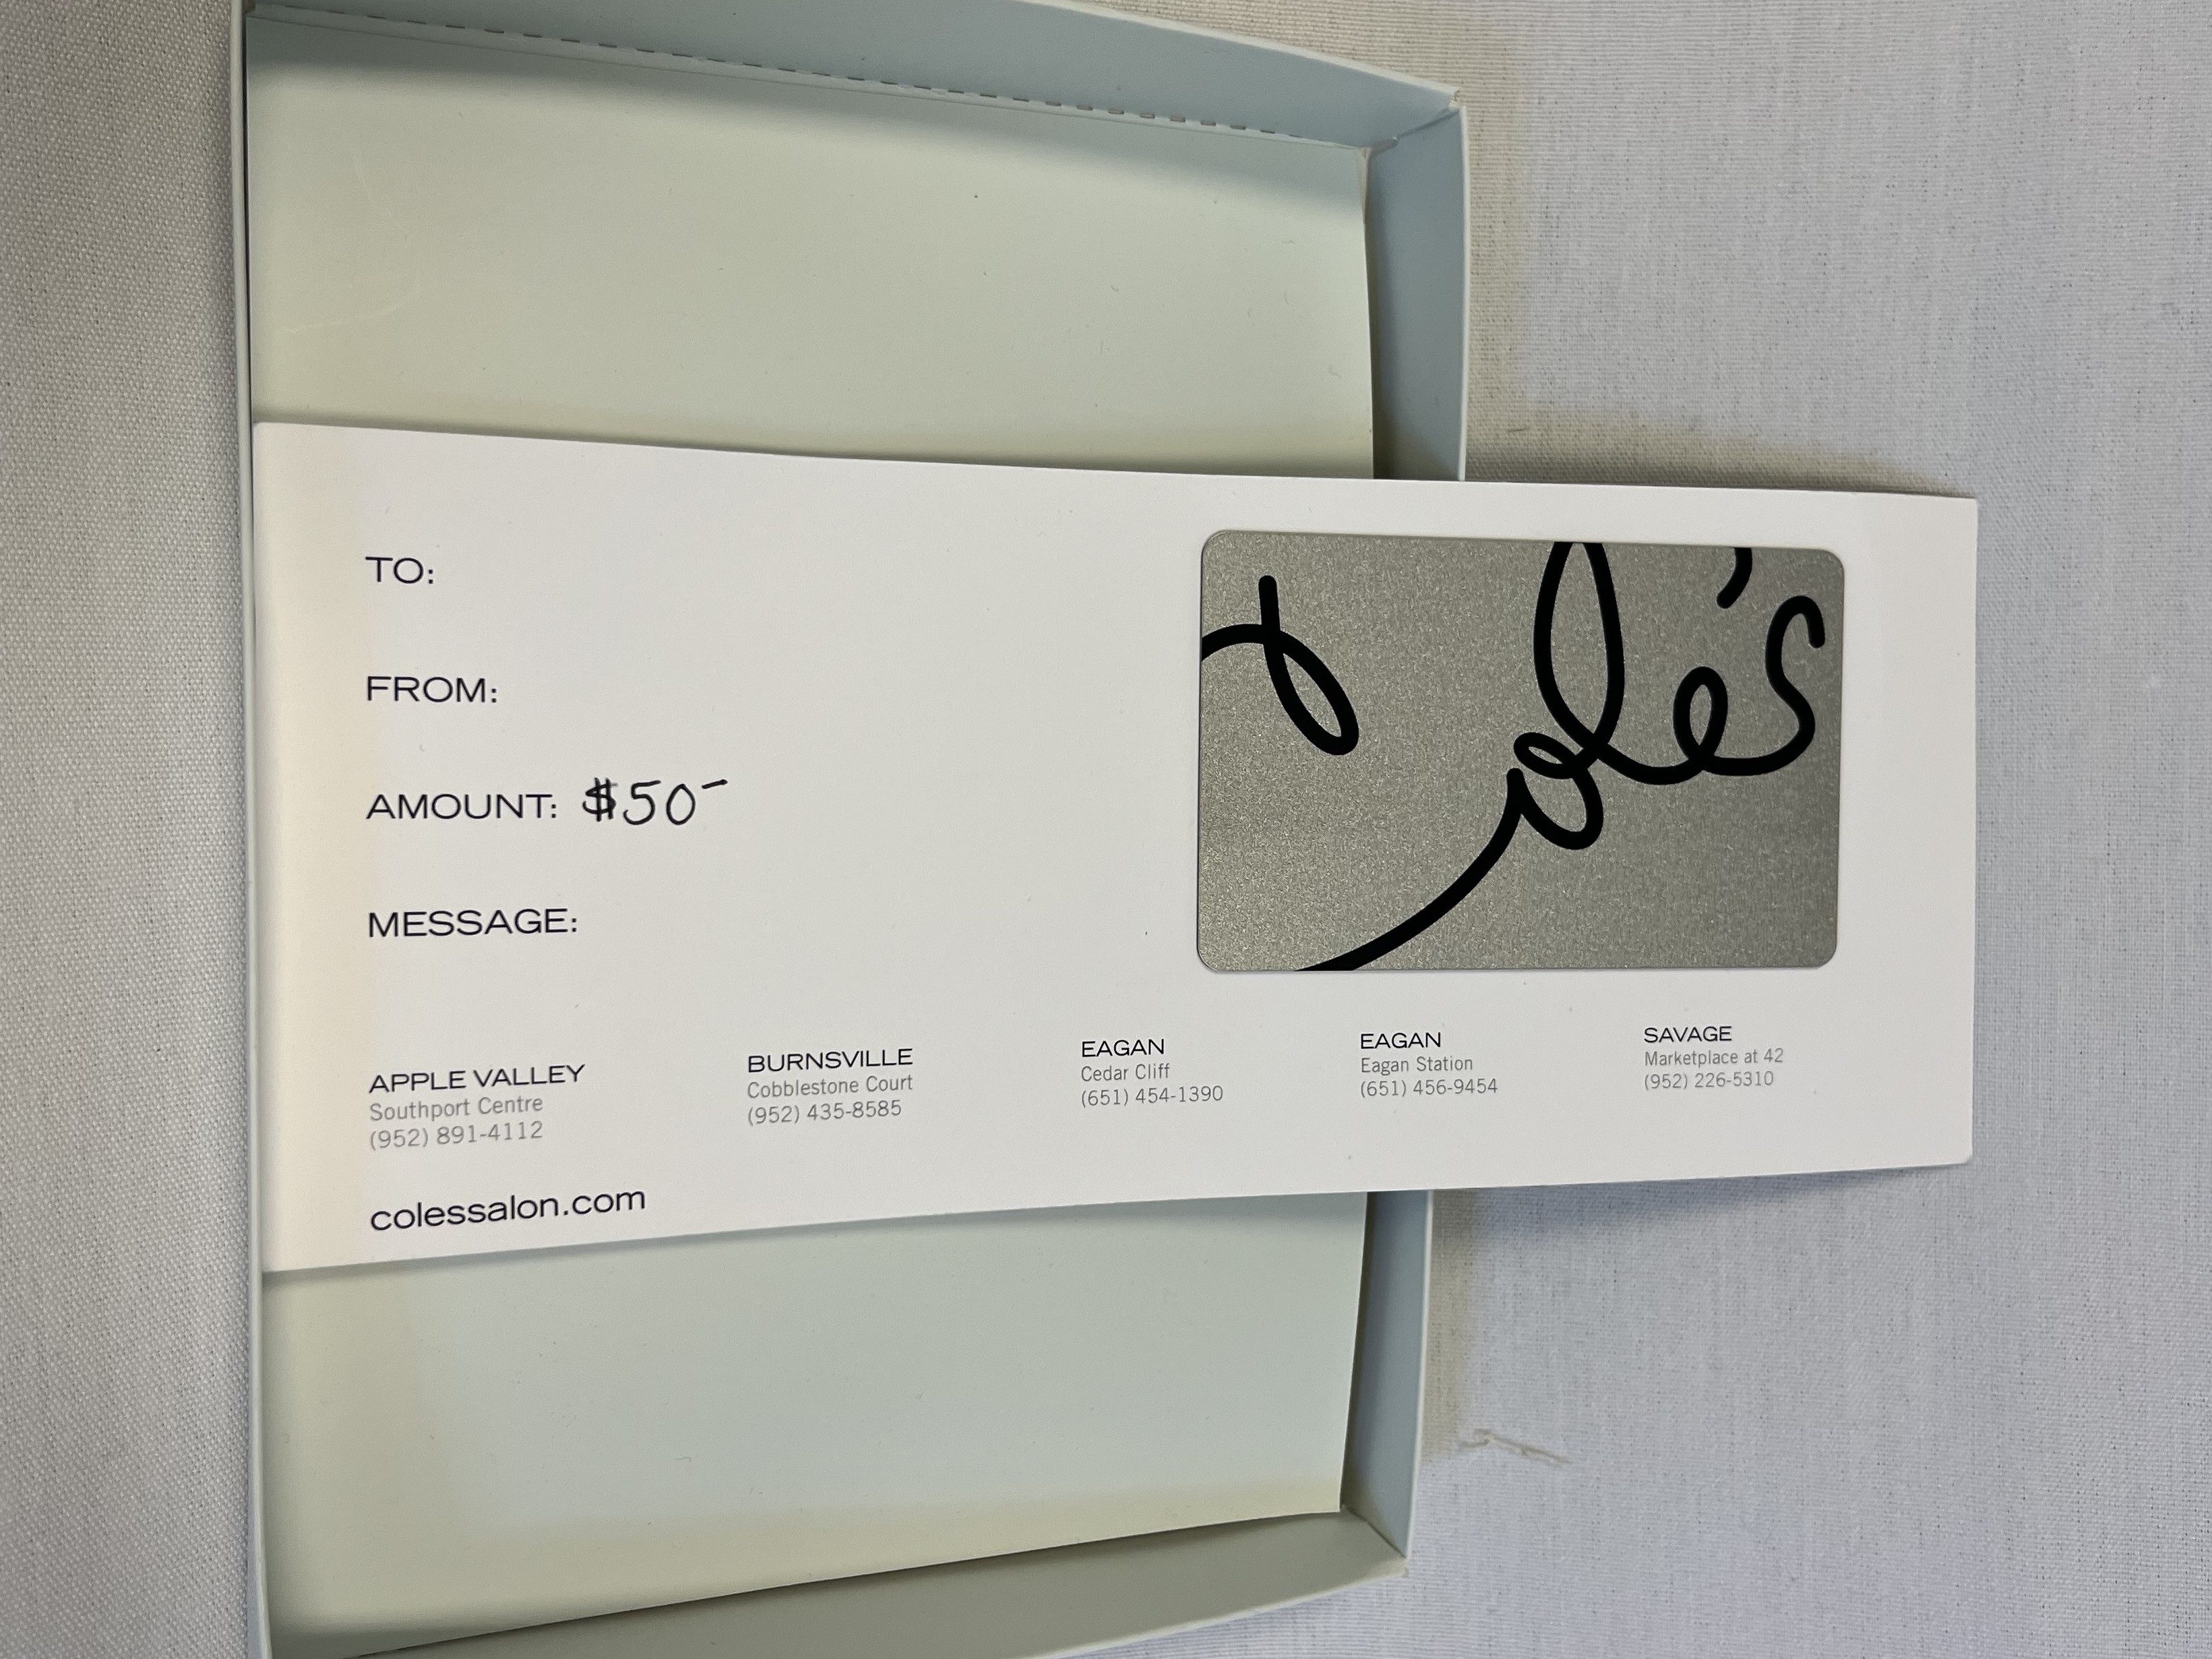 TO:
FROM:
AMOUNT: $50-
MESSAGE:
Cole's
APPLE VALLEY
Southport Centre
(952) 891-4112
BURNSVILLE
Cobblestone Court
(952) 435-8585
EAGAN
Cedar Cliff
(651) 454-1390
EAGAN
Eagan Station
(651) 456-9454
SAVAGE
Marketplace at 42
(952) 226-5310
colessalon.com